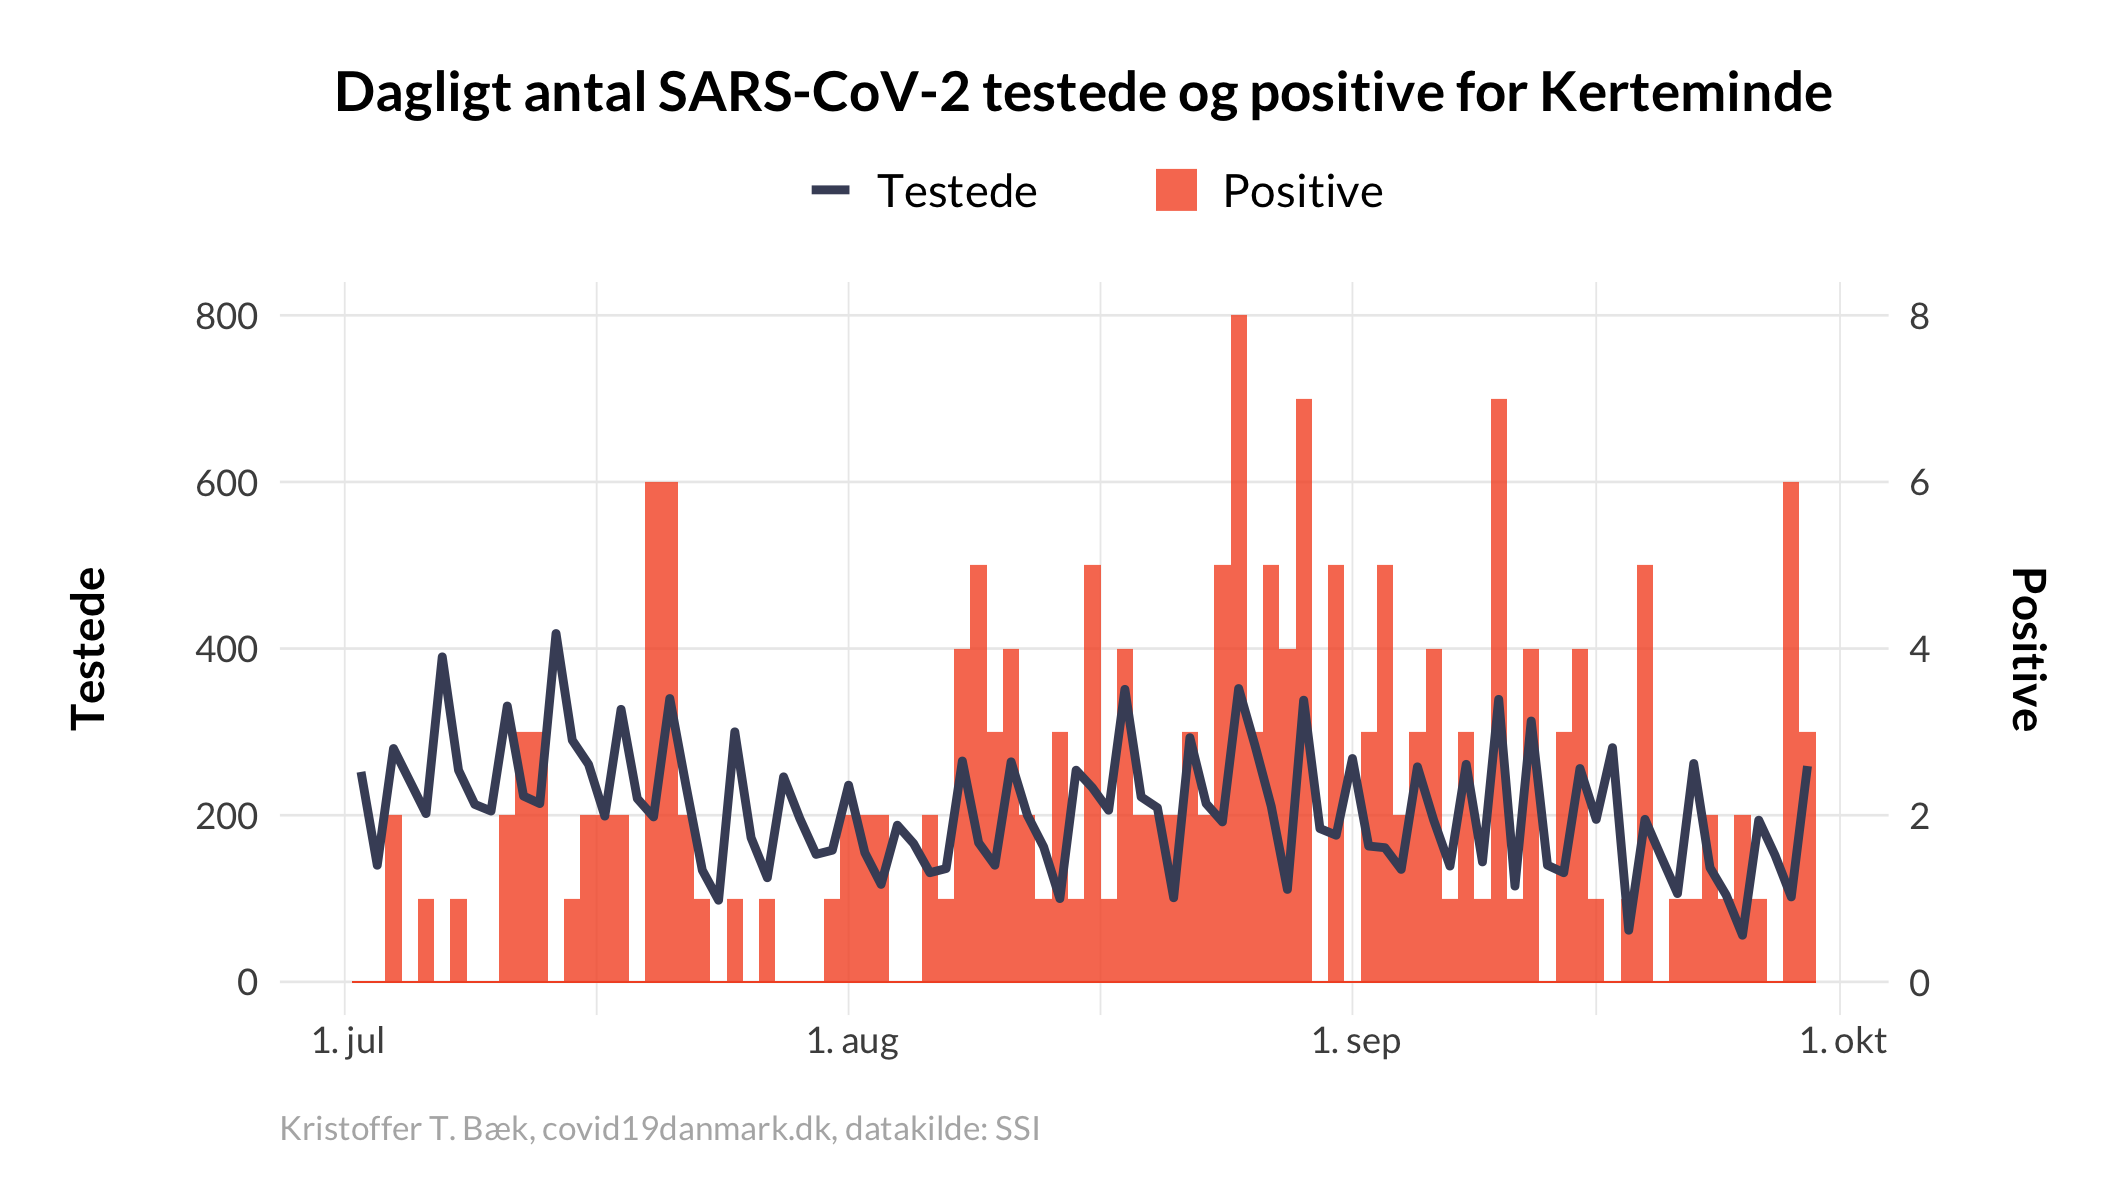 Dagligt antal SARS-CoV-2 testede og positive for Kerteminde
Testede
Positive
800
600
400
200
0
8
6
4
2
0
Testede
Positive
1. jul
1. aug
1. sep
1. okt
Kristoffer T. Bæk, covid19danmark.dk, datakilde: SSI